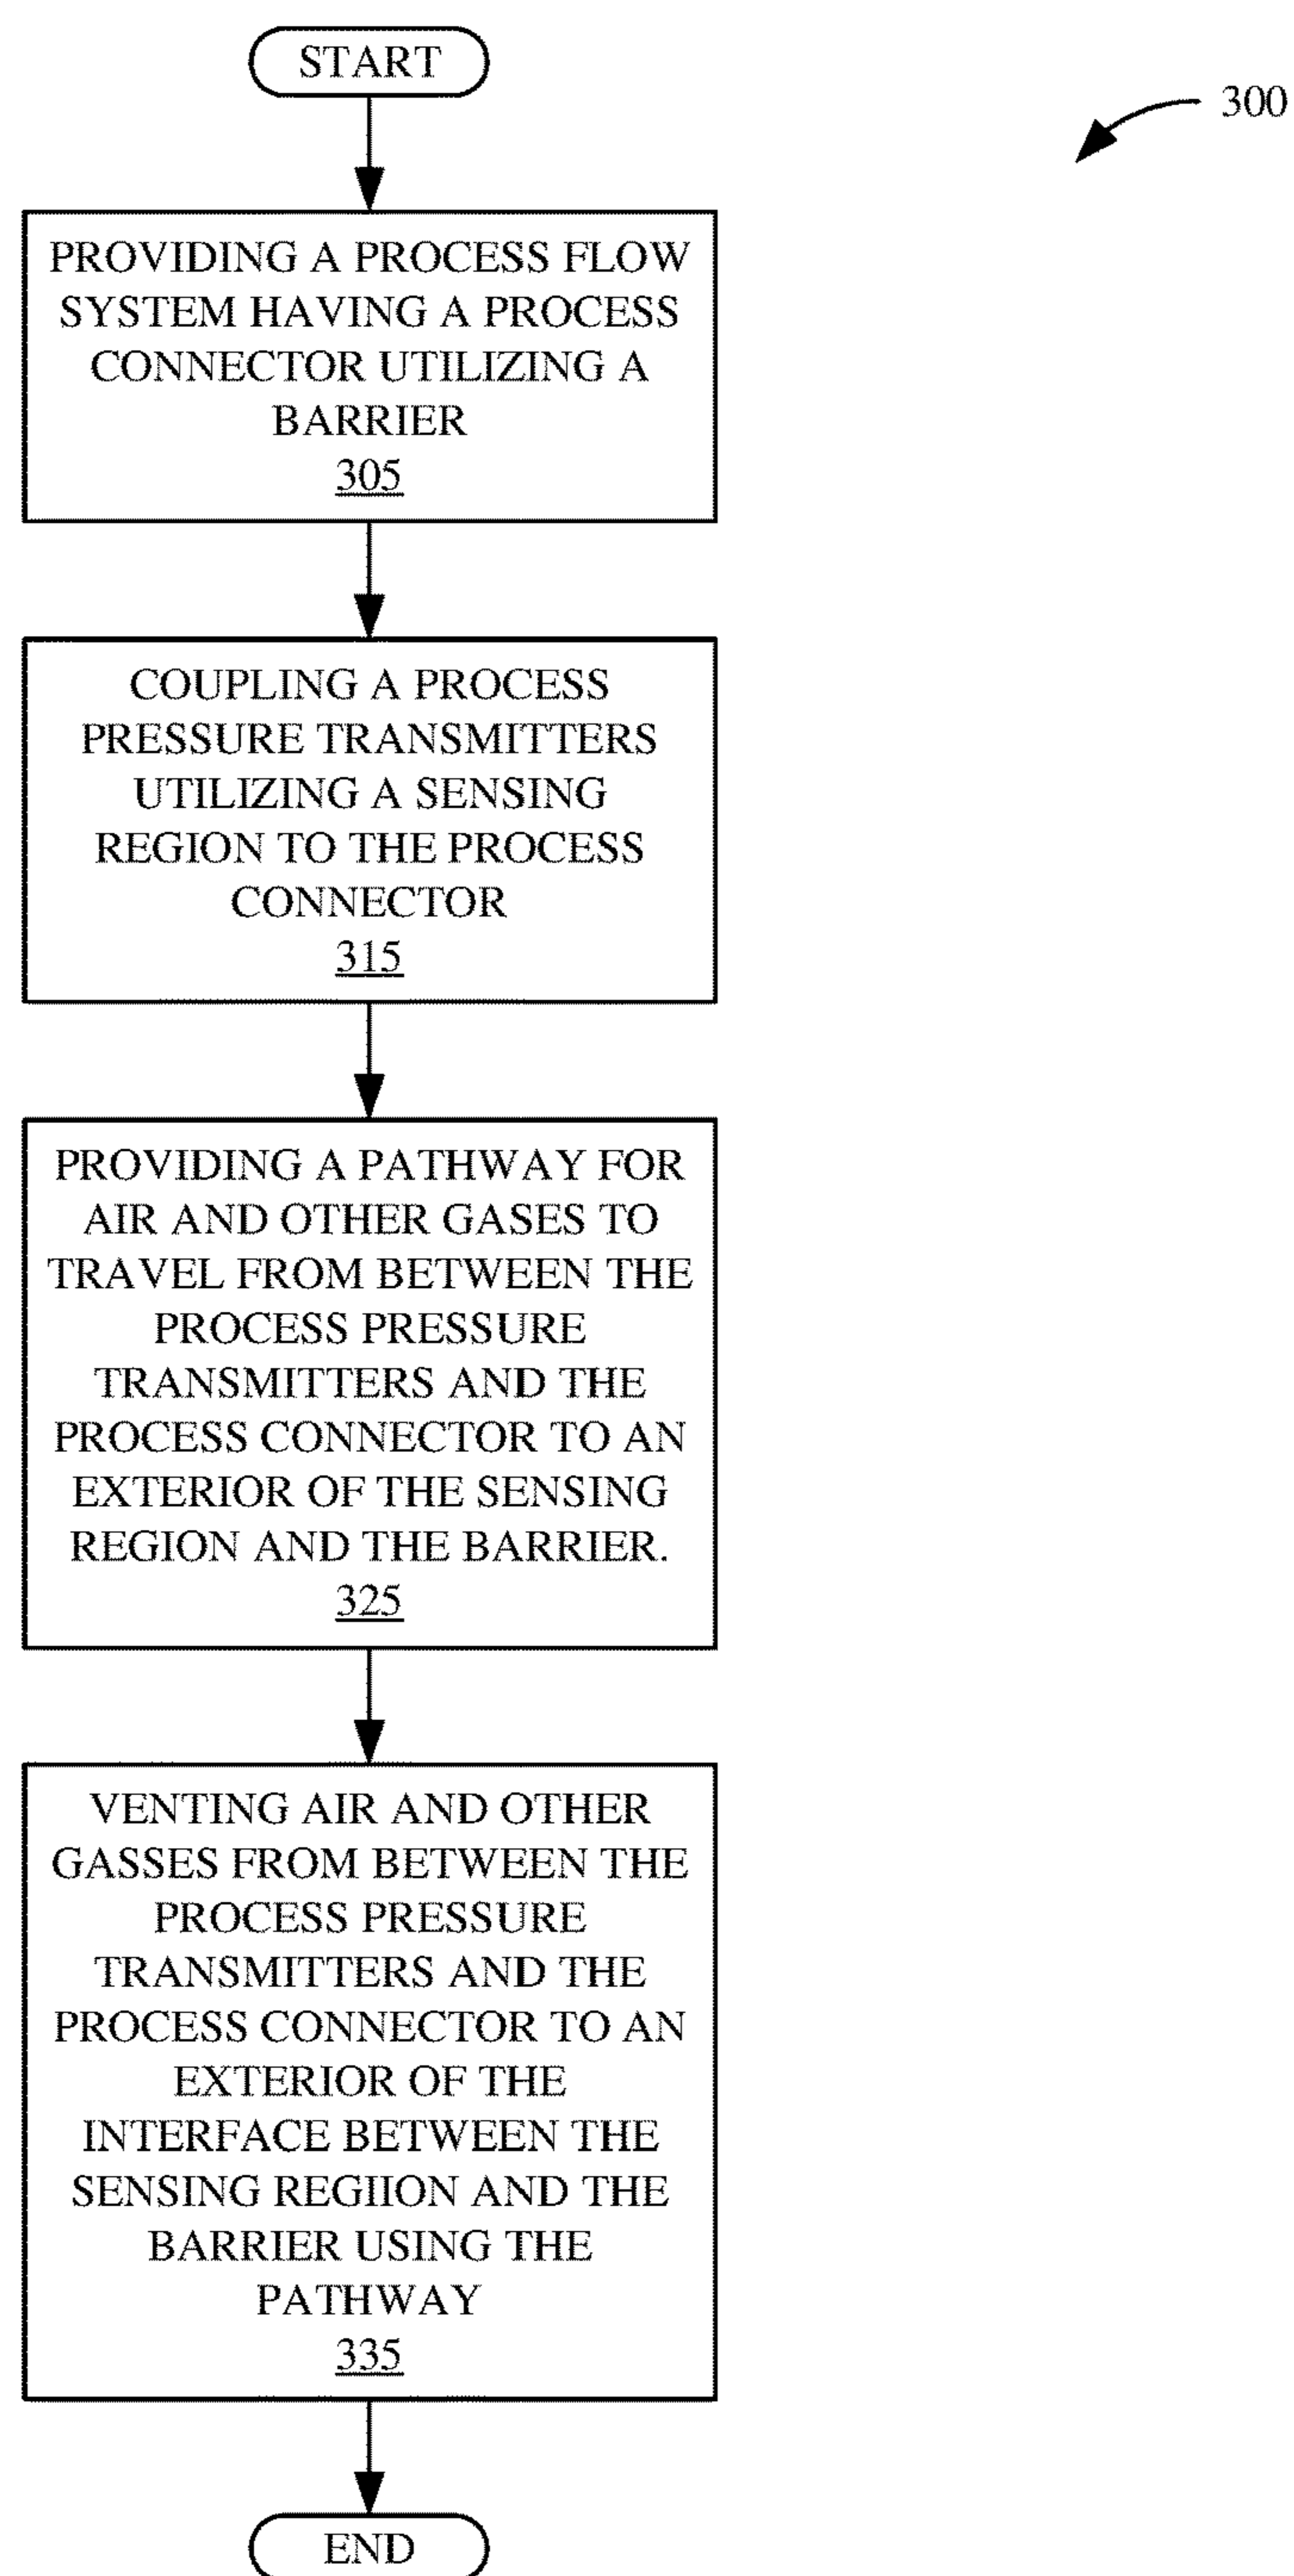 START
300
PROVIDING A PROCESS FLOW
SYSTEM HAVING A PROCESS
CONNECTOR UTILIZING A
BARRIER
305
COUPLING A PROCESS
PRESSURE TRANSMITTERS
UTILIZING A SENSING
REGION TO THE PROCESS
CONNECTOR
315
PROVIDING A PATHWAY FOR
AIR AND OTHER GASES TO
TRAVEL FROM BETWEEN THE
PROCESS PRESSURE
TRANSMITTERS AND THE
PROCESS CONNECTOR TO AN
EXTERIOR OF THE SENSING
REGION AND THE BARRIER.
325
VENTING AIR AND OTHER
GASSES FROM BETWEEN THE
PROCESS PRESSURE
TRANSMITTERS AND THE
PROCESS CONNECTOR TO AN
EXTERIOR OF THE
INTERFACE BETWEEN THE
SENSING REGIION AND THE
BARRIER USING THE
PATHWAY
335
END